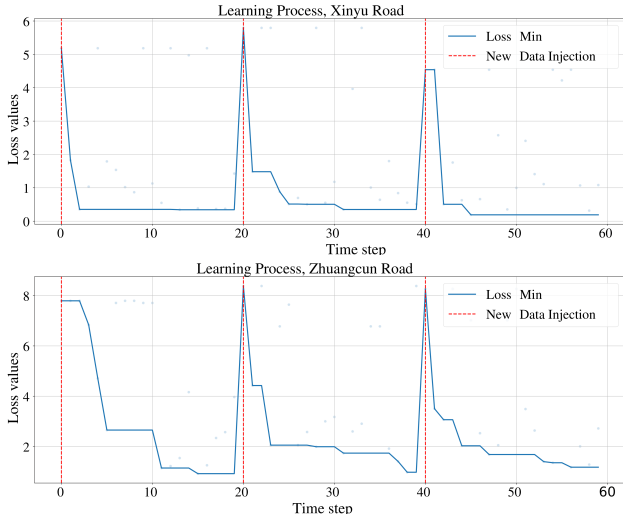 Learning Process, Xinyu Road
Loss values
6
5
4
3
2
1
0
Loss Min
New Data Injection
0 10 20 30 40 50 60
Time step
Learning Process, Zhuangcun Road
Loss values
8
6
4
2
Loss Min
New Data Injection
0 10 20 30 40 50 60
Time step